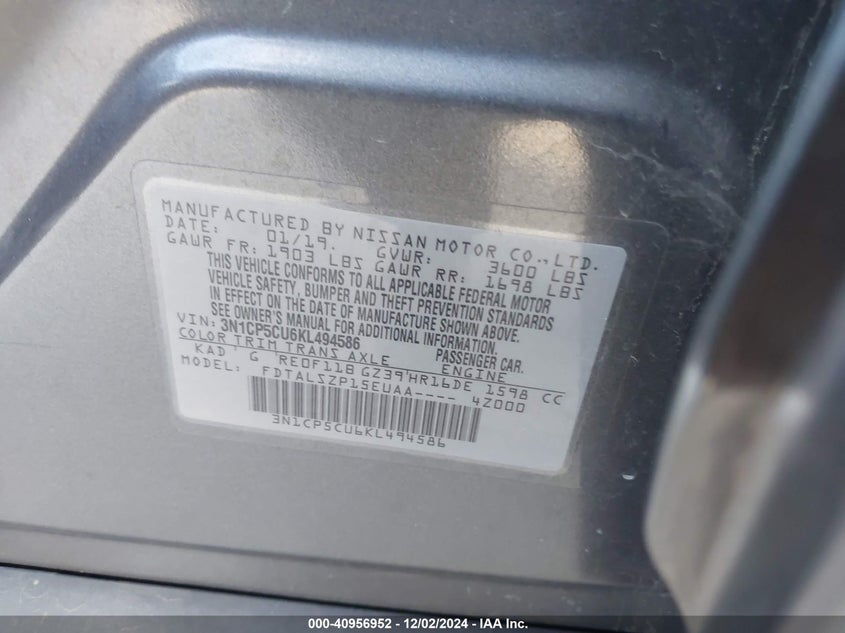 MANUFACTURED BY NISSAN MOTOR CO., LTD.
DATE: 01/19. GVWR: 3600 LBS
GAWR FR: 1903 LBS GAWR RR: 1698 LBS
THIS VEHICLE CONFORMS TO ALL APPLICABLE FEDERAL MOTOR
VEHICLE SAFETY, BUMPER AND THEFT PREVENTION STANDARDS
IN EFFECT ON THE DATE OF MANUFACTURE SHOWN ABOVE.
SEE OWNER'S MANUAL FOR ADDITIONAL INFORMATION.
VIN: 3N1CP5CU6KL494586 PASSENGER CAR.
COLOR TRIM TRANS AXLE ENGINE
KAD G RE0F11B GZ39 HR16DE 1598 CC
MODEL: FDTALSZP15EUAA---- 4Z000
3N1CP5CU6KL494586
000-40956952 - 12/02/2024 - IAA Inc.